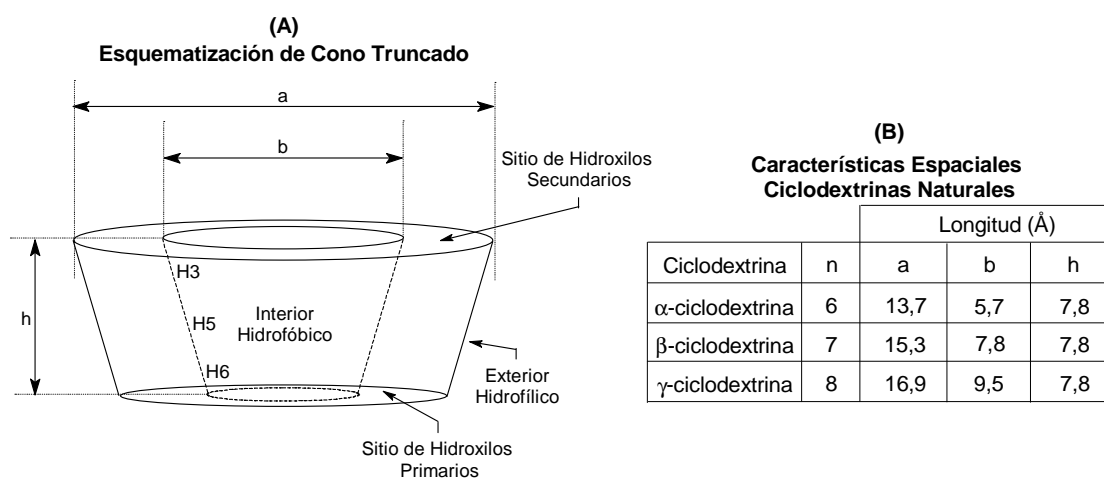 (A)
Esquematización de Cono Truncado
a
b
Sitio de Hidroxilos
Secundarios
H3
h
Interior
Hidrofóbico
H5
H6
Exterior
Hidrofílico
Sitio de Hidroxilos
Primarios
(B)
Características Espaciales
Ciclodextrinas Naturales
Longitud (Å)
Ciclodextrina n a b h
α-ciclodextrina 6 13,7 5,7 7,8
β-ciclodextrina 7 15,3 7,8 7,8
γ-ciclodextrina 8 16,9 9,5 7,8